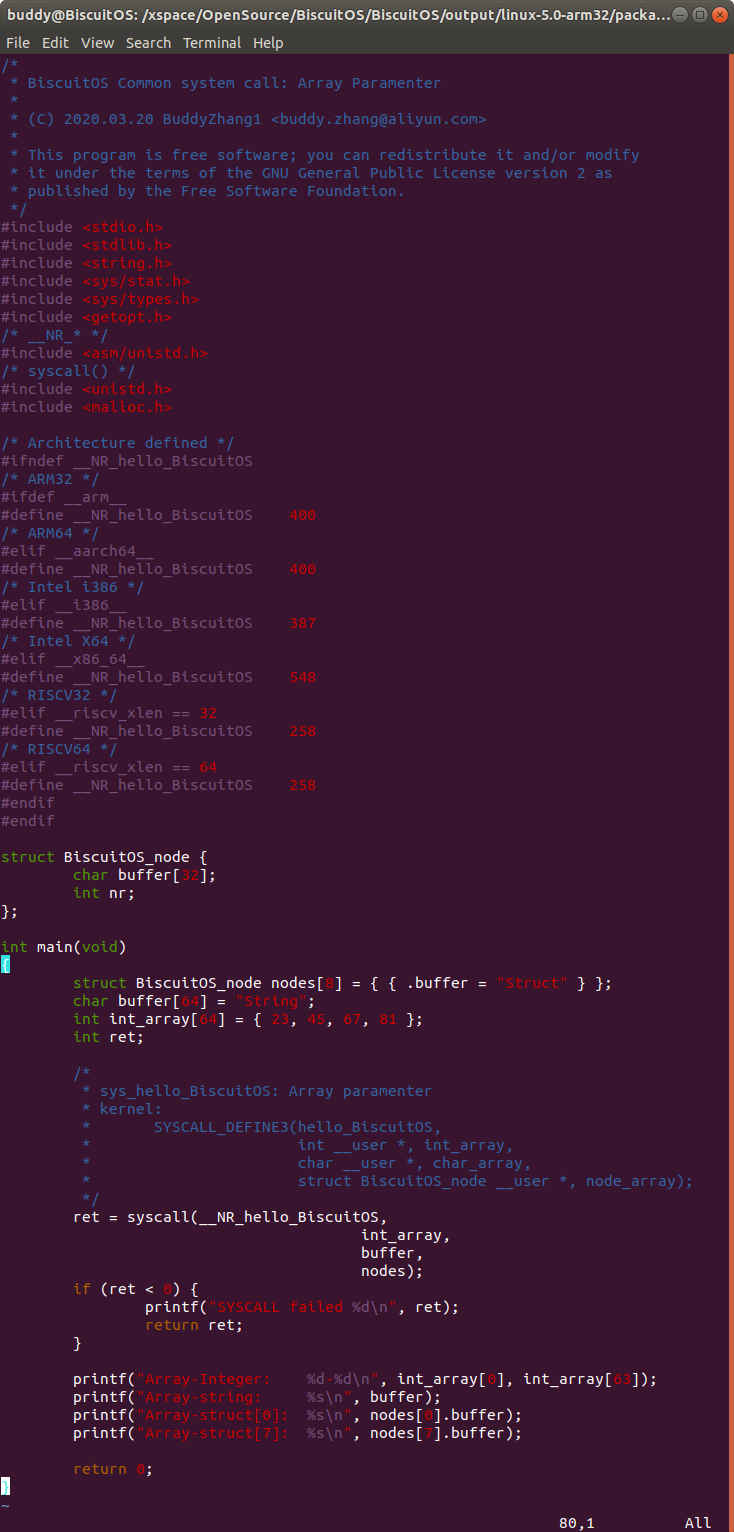 buddy@BiscuitOS: /xspace/OpenSource/BiscuitOS/BiscuitOS/output/linux-5.0-arm32/packa...
File Edit View Search Terminal Help
/*
 * BiscuitOS Common system call: Array Paramenter
 *
 * (C) 2020.03.20 BuddyZhang1 <buddy.zhang@aliyun.com>
 *
 * This program is free software; you can redistribute it and/or modify
 * it under the terms of the GNU General Public License version 2 as
 * published by the Free Software Foundation.
 */
#include <stdio.h>
#include <stdlib.h>
#include <string.h>
#include <sys/stat.h>
#include <sys/types.h>
#include <getopt.h>
/* __NR_* */
#include <asm/unistd.h>
/* syscall() */
#include <unistd.h>
#include <malloc.h>

/* Architecture defined */
#ifndef __NR_hello_BiscuitOS
/* ARM32 */
#ifdef __arm__
#define __NR_hello_BiscuitOS    400
/* ARM64 */
#elif __aarch64__
#define __NR_hello_BiscuitOS    400
/* Intel i386 */
#elif __i386__
#define __NR_hello_BiscuitOS    387
/* Intel X64 */
#elif __x86_64__
#define __NR_hello_BiscuitOS    548
/* RISCV32 */
#elif __riscv_xlen == 32
#define __NR_hello_BiscuitOS    258
/* RISCV64 */
#elif __riscv_xlen == 64
#define __NR_hello_BiscuitOS    258
#endif
#endif

struct BiscuitOS_node {
        char buffer[32];
        int nr;
};

int main(void)
{
        struct BiscuitOS_node nodes[8] = { { .buffer = "Struct" } };
        char buffer[64] = "String";
        int int_array[64] = { 23, 45, 67, 81 };
        int ret;

        /*
         * sys_hello_BiscuitOS: Array paramenter
         * kernel:
         *       SYSCALL_DEFINE3(hello_BiscuitOS,
         *                       int __user *, int_array,
         *                       char __user *, char_array,
         *                       struct BiscuitOS_node __user *, node_array);
         */
        ret = syscall(__NR_hello_BiscuitOS,
                                        int_array,
                                        buffer,
                                        nodes);
        if (ret < 0) {
                printf("SYSCALL failed %d\n", ret);
                return ret;
        }

        printf("Array-Integer:    %d-%d\n", int_array[0], int_array[63]);
        printf("Array-string:     %s\n", buffer);
        printf("Array-struct[0]:  %s\n", nodes[0].buffer);
        printf("Array-struct[7]:  %s\n", nodes[7].buffer);

        return 0;
}
~
80,1          All